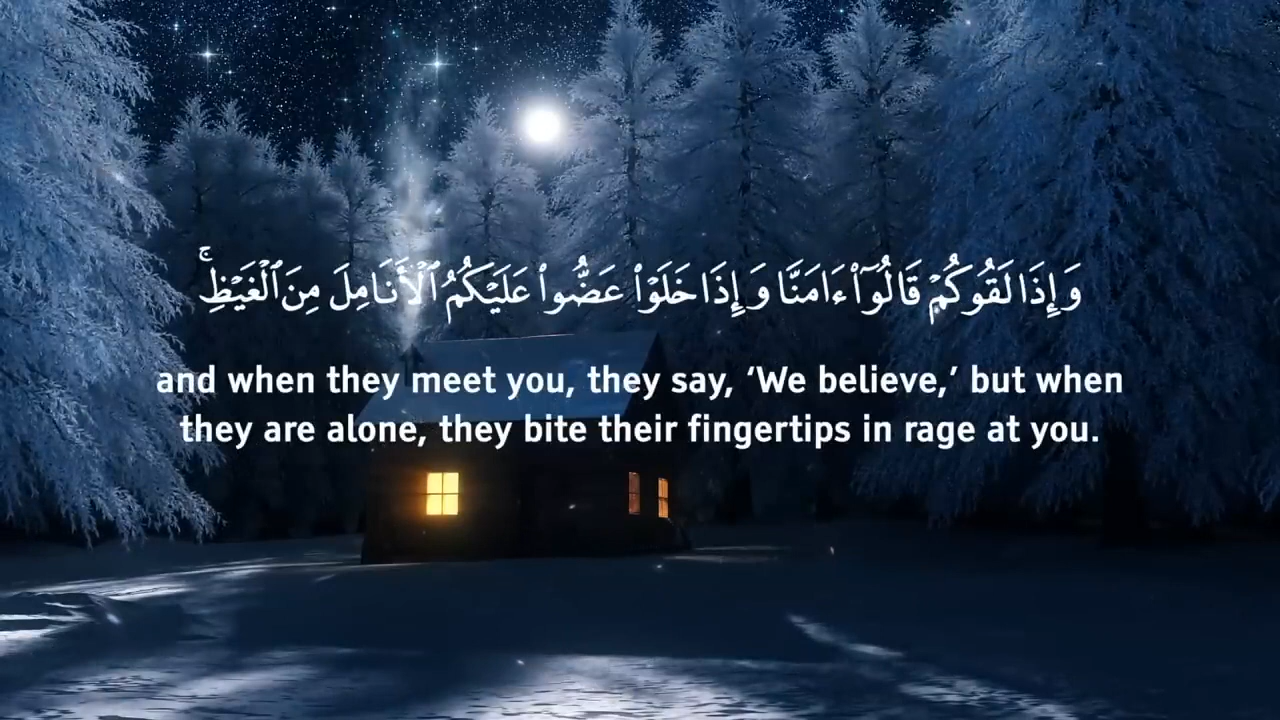 وَإِذَا لَقُوكُمۡ قَالُوٓاْ ءَامَنَّا وَإِذَا خَلَوۡاْ عَضُّواْ عَلَيۡكُمُ ٱلۡأَنَامِلَ مِنَ ٱلۡغَيۡظِۚ
and when they meet you, they say, ‘We believe,’ but when
they are alone, they bite their fingertips in rage at you.